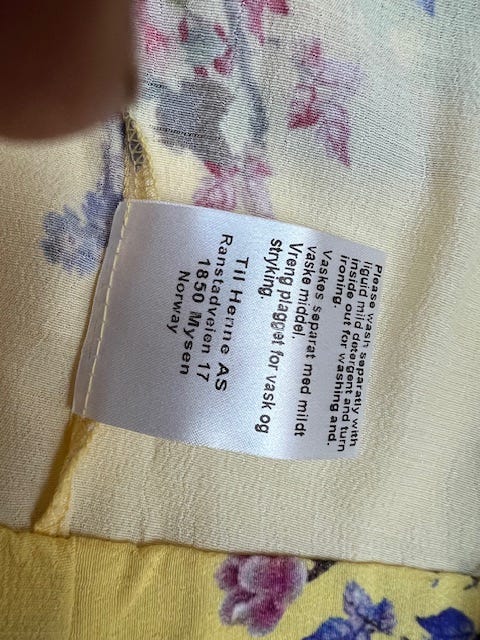 Please wash separatly with
liguid mild detergent and turn
inside out for washing and.
ironing.
Vaskes separat med mildt
vaske middel.
Vreng plagget for vask og
stryking.
Til Henne AS
Ranstadveien 17
1850 Mysen
Norway